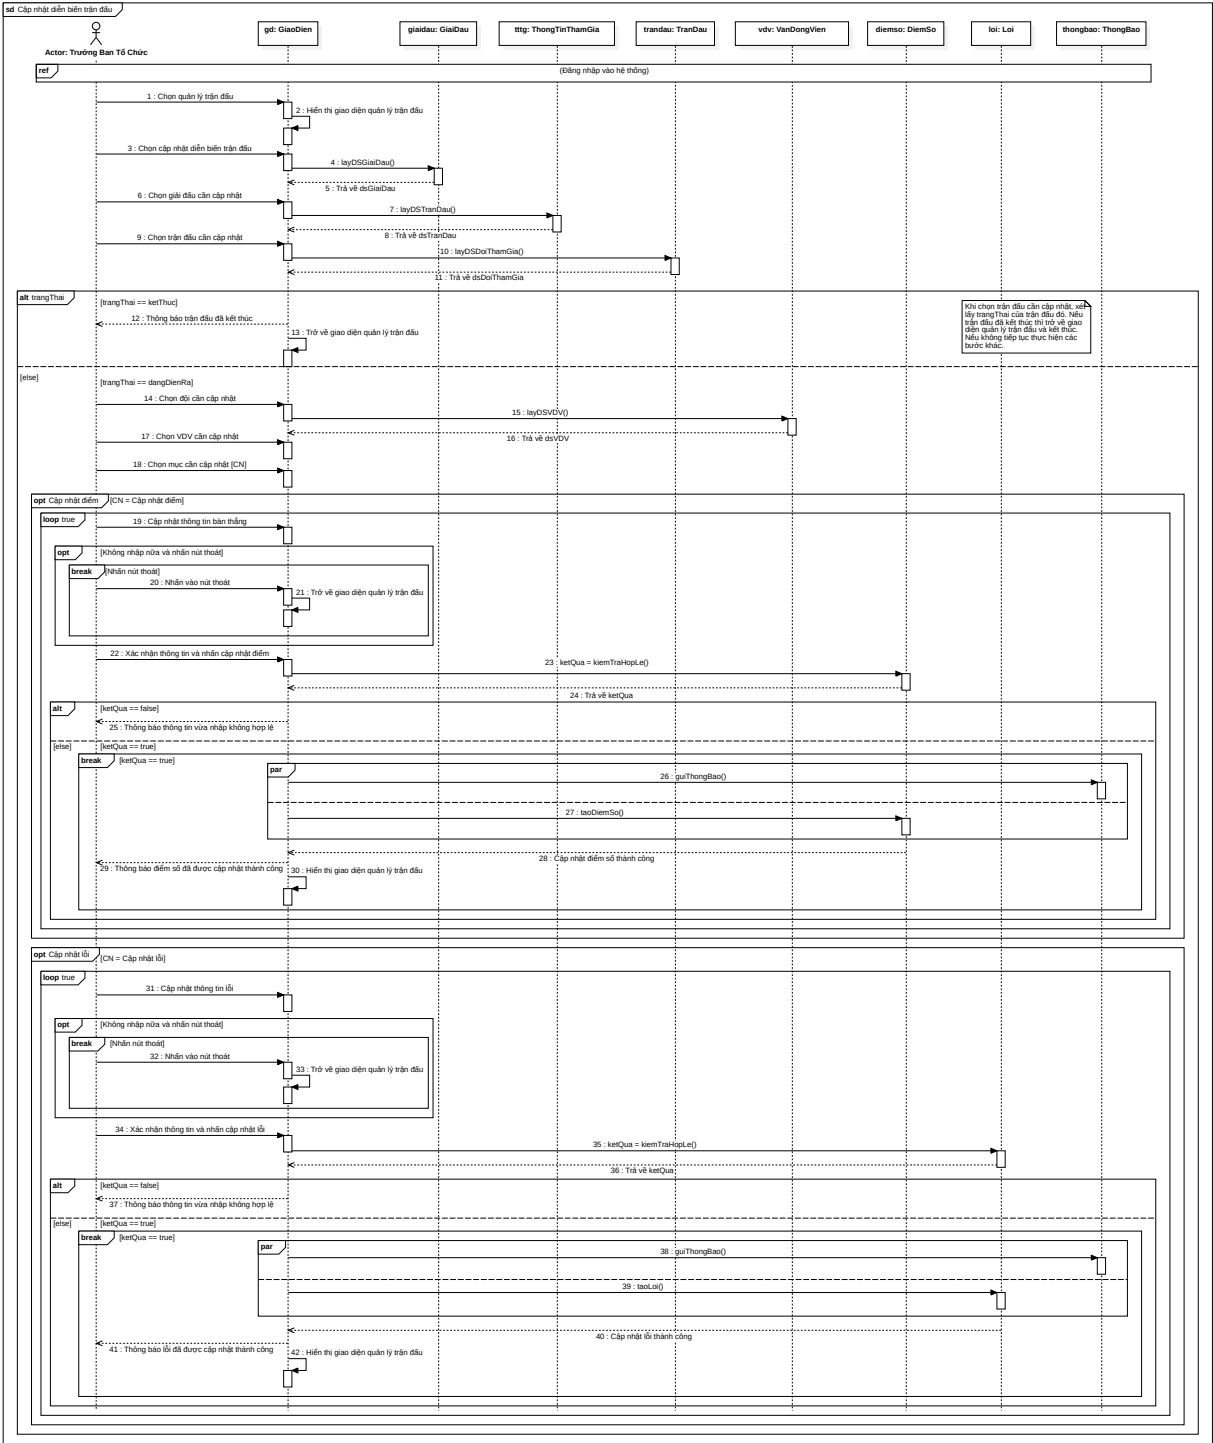 sd Cập nhật diễn biến trận đấu
Actor: Trưởng Ban Tổ Chức
gd: GiaoDien
giaidau: GiaiDau
tttg: ThongTinThamGia
trandau: TranDau
vdv: VanDongVien
diemso: DiemSo
loi: Loi
thongbao: ThongBao
ref
(Đăng nhập vào hệ thống)
1 : Chọn quản lý trận đấu
2 : Hiển thị giao diện quản lý trận đấu
3 : Chọn cập nhật diễn biến trận đấu
4 : layDSGiaiDau()
5 : Trả về dsGiaiDau
6 : Chọn giải đấu cần cập nhật
7 : layDSTranDau()
8 : Trả về dsTranDau
9 : Chọn trận đấu cần cập nhật
10 : layDSDoiThamGia()
11 : Trả về dsDoiThamGia
alt trangThai
[trangThai == ketThuc]
Khi chọn trận đấu cần cập nhật, xét
lấy trangThai của trận đấu đó. Nếu
trận đấu đã kết thúc thì trở về giao
diện quản lý trận đấu và kết thúc.
Nếu không tiếp tục thực hiện các
bước khác.
12 : Thông báo trận đấu đã kết thúc
13 : Trở về giao diện quản lý trận đấu
[else]
[trangThai == dangDienRa]
14 : Chọn đội cần cập nhật
15 : layDSVDV()
16 : Trả về dsVDV
17 : Chọn VDV cần cập nhật
18 : Chọn mục cần cập nhật [CN]
opt Cập nhật điểm
[CN = Cập nhật điểm]
loop true
19 : Cập nhật thông tin bàn thắng
opt
[Không nhập nữa và nhấn nút thoát]
break
[Nhấn nút thoát]
20 : Nhấn vào nút thoát
21 : Trở về giao diện quản lý trận đấu
22 : Xác nhận thông tin và nhấn cập nhật điểm
23 : ketQua = kiemTraHopLe()
24 : Trả về ketQua
alt
[ketQua == false]
25 : Thông báo thông tin vừa nhập không hợp lệ
[else]
[ketQua == true]
break
[ketQua == true]
par
26 : guiThongBao()
27 : taoDiemSo()
28 : Cập nhật điểm số thành công
29 : Thông báo điểm số đã được cập nhật thành công
30 : Hiển thị giao diện quản lý trận đấu
opt Cập nhật lỗi
[CN = Cập nhật lỗi]
loop true
31 : Cập nhật thông tin lỗi
opt
[Không nhập nữa và nhấn nút thoát]
break
[Nhấn nút thoát]
32 : Nhấn vào nút thoát
33 : Trở về giao diện quản lý trận đấu
34 : Xác nhận thông tin và nhấn cập nhật lỗi
35 : ketQua = kiemTraHopLe()
36 : Trả về ketQua
alt
[ketQua == false]
37 : Thông báo thông tin vừa nhập không hợp lệ
[else]
[ketQua == true]
break
[ketQua == true]
par
38 : guiThongBao()
39 : taoLoi()
40 : Cập nhật lỗi thành công
41 : Thông báo lỗi đã được cập nhật thành công
42 : Hiển thị giao diện quản lý trận đấu